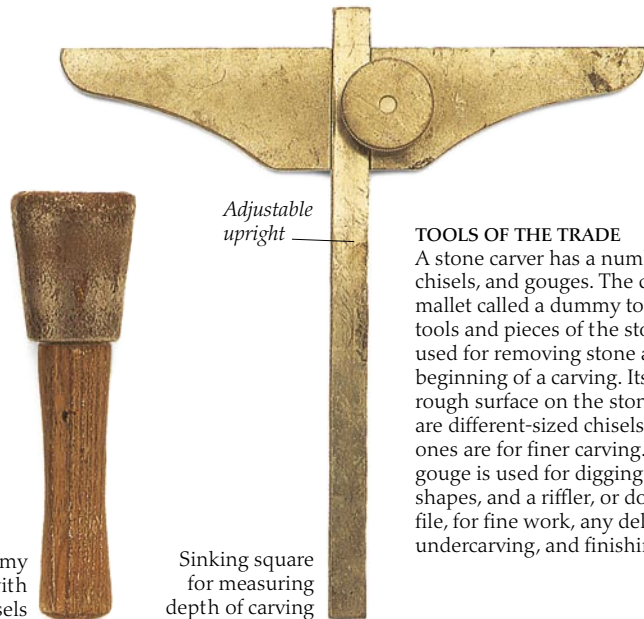 Adjustable
upright
TOOLS OF THE TRADE
A stone carver has a num
chisels, and gouges. The c
mallet called a dummy to
tools and pieces of the sto
used for removing stone a
beginning of a carving. Its
rough surface on the ston
are different-sized chisels
ones are for finer carving.
gouge is used for digging
shapes, and a riffler, or do
file, for fine work, any del
undercarving, and finishi
my
with
sels
Sinking square
for measuring
depth of carving